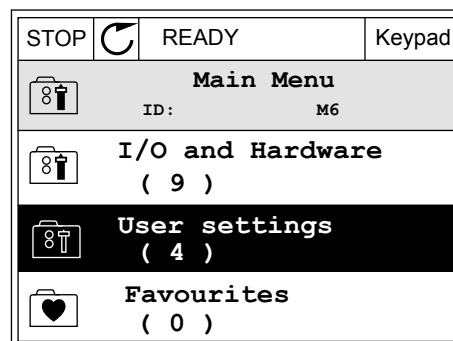 STOP READY Keypad
Main Menu
ID: M6
I/O and Hardware
( 9 )
User settings
( 4 )
Favourites
( 0 )